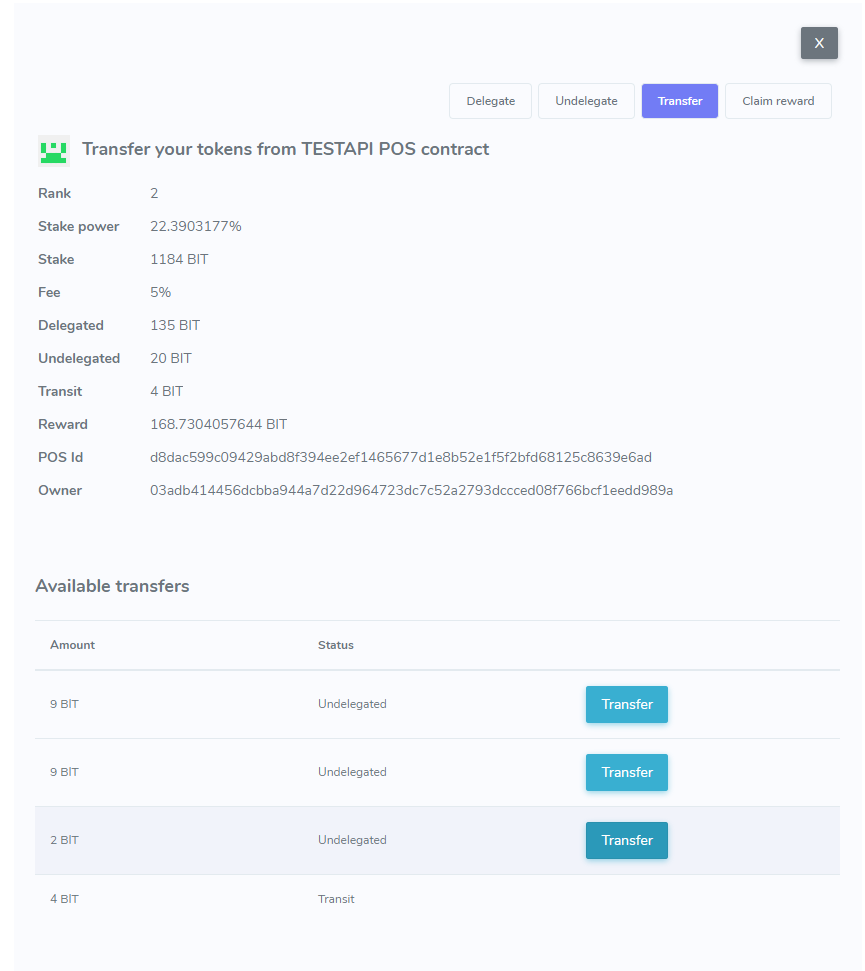 X
Delegate Undelegate Transfer Claim reward
Transfer your tokens from TESTAPI POS contract
Rank 2
Stake power 22.3903177%
Stake 1184 BIT
Fee 5%
Delegated 135 BIT
Undelegated 20 BIT
Transit 4 BIT
Reward 168.7304057644 BIT
POS Id d8dac599c09429abd8f394ee2ef1465677d1e8b52e1f5f2bfd68125c8639e6ad
Owner 03adb414456dcbba944a7d22d964723dc7c52a2793dccced08f766bcf1eedd989a
Available transfers
Amount Status
9 BIT Undelegated Transfer
9 BIT Undelegated Transfer
2 BIT Undelegated Transfer
4 BIT Transit